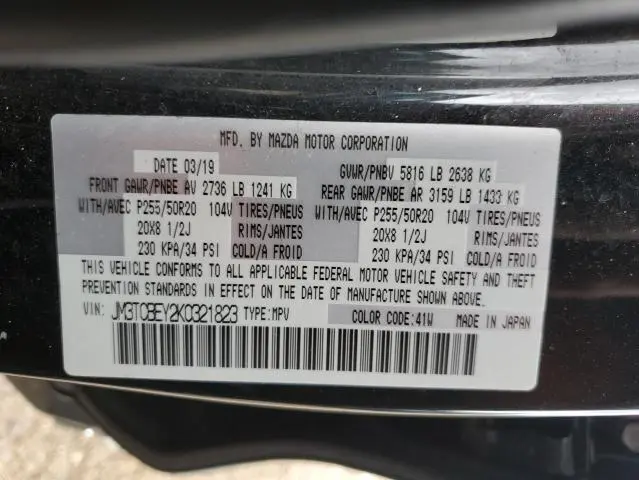 MFD. BY MAZDA MOTOR CORPORATION
DATE 03/19 GVWR/PNBV 5816 LB 2638 KG
FRONT GAWR/PNBE AV 2736 LB 1241 KG REAR GAWR/PNBE AR 3159 LB 1433 KG
WITH/AVEC P255/50R20 104V TIRES/PNEUS WITH/AVEC P255/50R20 104V TIRES/PNEUS
20X8 1/2J RIMS/JANTES 20X8 1/2J RIMS/JANTES
230 KPA/34 PSI COLD/A FROID 230 KPA/34 PSI COLD/A FROID
THIS VEHICLE CONFORMS TO ALL APPLICABLE FEDERAL MOTOR VEHICLE SAFETY AND THEFT
PREVENTION STANDARDS IN EFFECT ON THE DATE OF MANUFACTURE SHOWN ABOVE.
VIN: JM3TCBEY2K0321823 TYPE:MPV COLOR CODE:41W MADE IN JAPAN